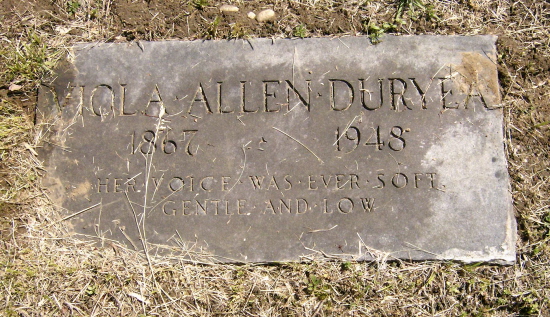 VIOLA·ALLEN·DURYEA
1867 - 1948
HER·VOICE·WAS·EVER·SOFT,
GENTLE·AND·LOW